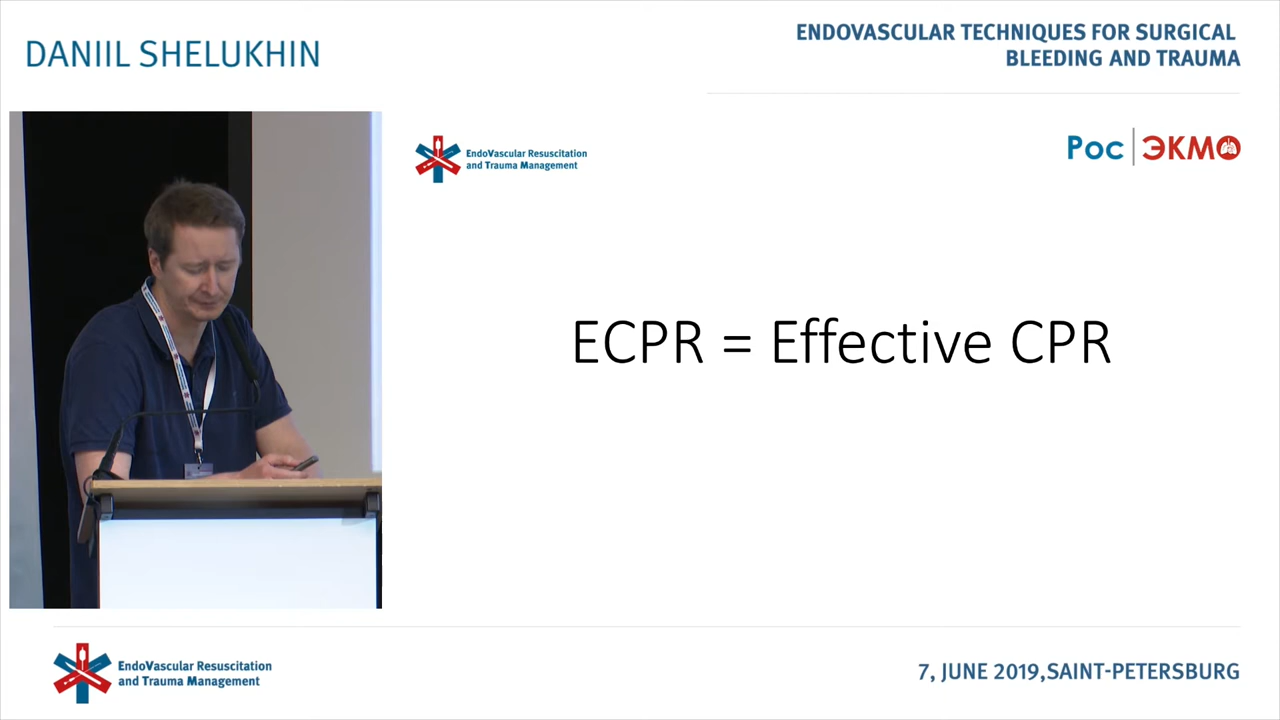 DANIIL SHELUKHIN
ENDOVASCULAR TECHNIQUES FOR SURGICAL
BLEEDING AND TRAUMA
EndoVascular Resuscitation
and Trauma Management
Рос ЭКМО
ECPR = Effective CPR
EndoVascular Resuscitation
and Trauma Management
7, JUNE 2019,SAINT-PETERSBURG